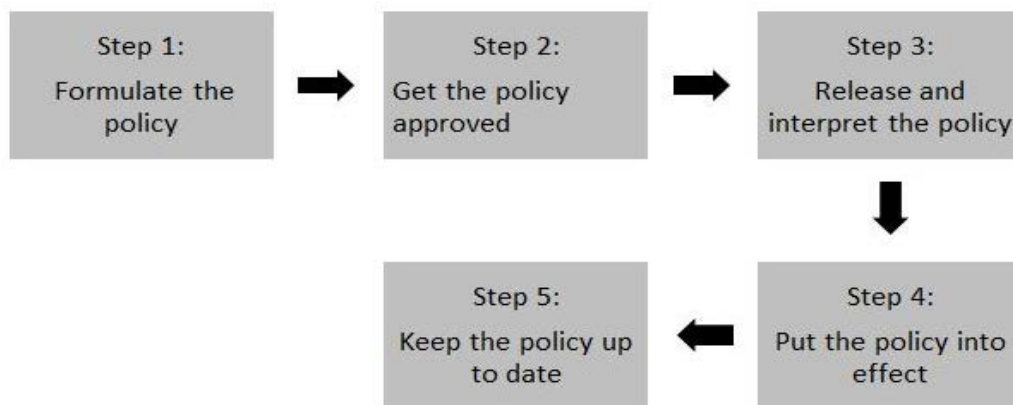 Step 1:
Formulate the
policy
Step 2:
Get the policy
approved
Step 3:
Release and
interpret the policy
Step 4:
Put the policy into
effect
Step 5:
Keep the policy up
to date